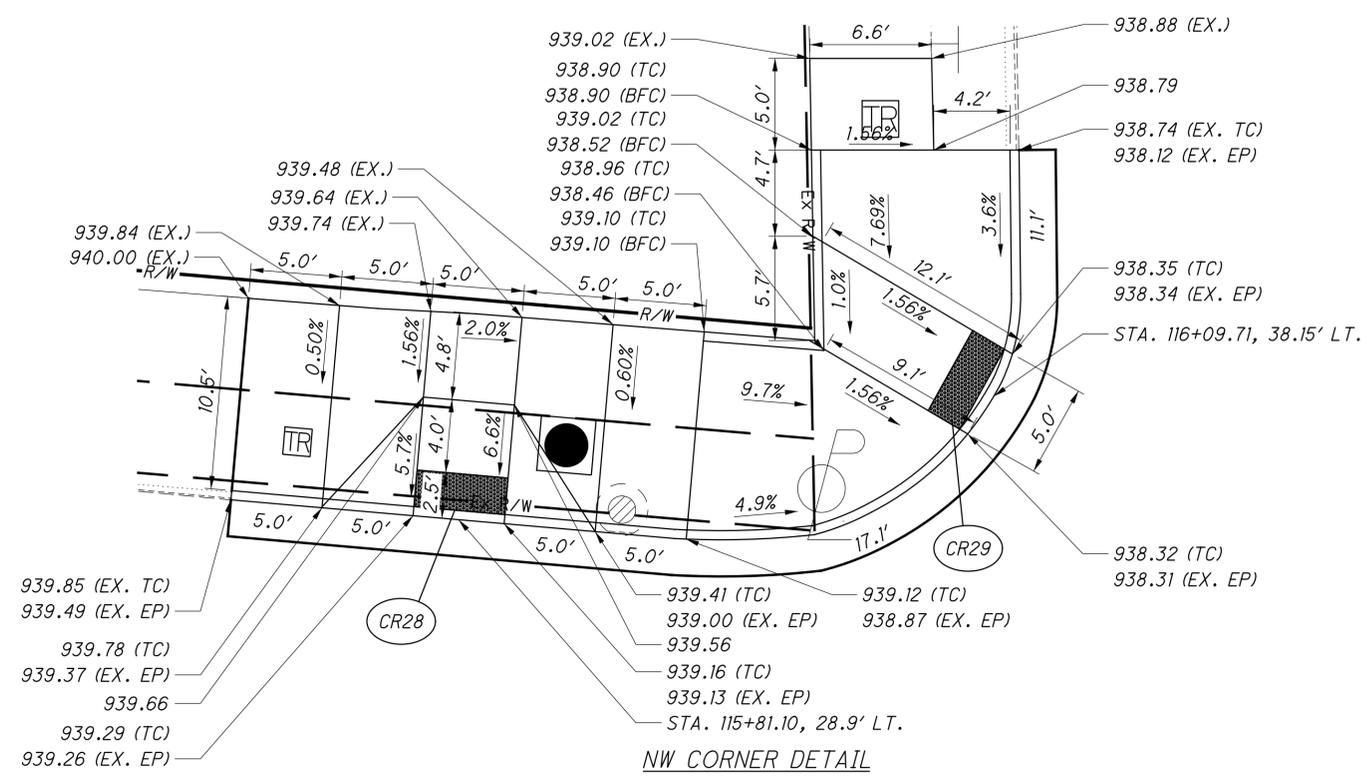 6.6'
938.88 (EX.)
939.02 (EX.)
938.90 (TC)
938.90 (BFC)
939.02 (TC)
938.52 (BFC)
938.96 (TC)
938.46 (BFC)
939.10 (TC)
939.10 (BFC)
5.0'
TR
1.56%
938.79
4.2'
938.74 (EX. TC)
938.12 (EX. EP)
4.7'
Ex R/W
7.69%
3.6%
11.1'
12.1'
5.7'
1.0%
1.56%
938.35 (TC)
938.34 (EX. EP)
STA. 116+09.71, 38.15' LT.
9.1'
1.56%
5.0'
939.48 (EX.)
939.64 (EX.)
939.74 (EX.)
939.84 (EX.)
940.00 (EX.)
R/W
5.0'
5.0'
5.0'
5.0'
5.0'
R/W
10.5'
0.50%
1.56%
4.8'
2.0%
0.60%
9.7%
TR
5.7%
4.0'
6.6%
2.5'
Ex R/W
4.9%
P
5.0'
5.0'
5.0'
5.0'
17.1'
CR28
CR29
938.32 (TC)
938.31 (EX. EP)
939.85 (EX. TC)
939.49 (EX. EP)
939.78 (TC)
939.37 (EX. EP)
939.66
939.29 (TC)
939.26 (EX. EP)
939.41 (TC)
939.00 (EX. EP)
939.56
939.16 (TC)
939.13 (EX. EP)
STA. 115+81.10, 28.9' LT.
939.12 (TC)
938.87 (EX. EP)
NW CORNER DETAIL